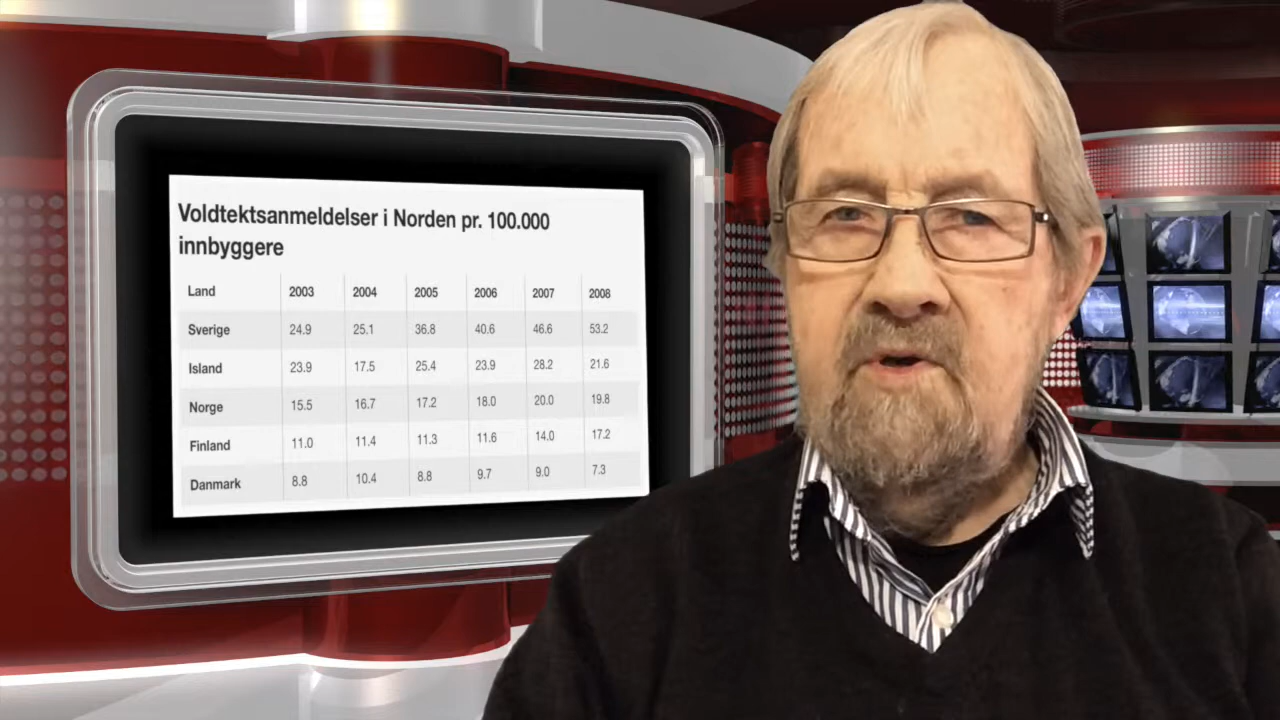 Voldtektsanmeldelser i Norden pr. 100.000
innbyggere
Land 2003 2004 2005 2006 2007 2008
Sverige 24.9 25.1 36.8 40.6 46.6 53.2
Island 23.9 17.5 25.4 23.9 28.2 21.6
Norge 15.5 16.7 17.2 18.0 20.0 19.8
Finland 11.0 11.4 11.3 11.6 14.0 17.2
Danmark 8.8 10.4 8.8 9.7 9.0 7.3